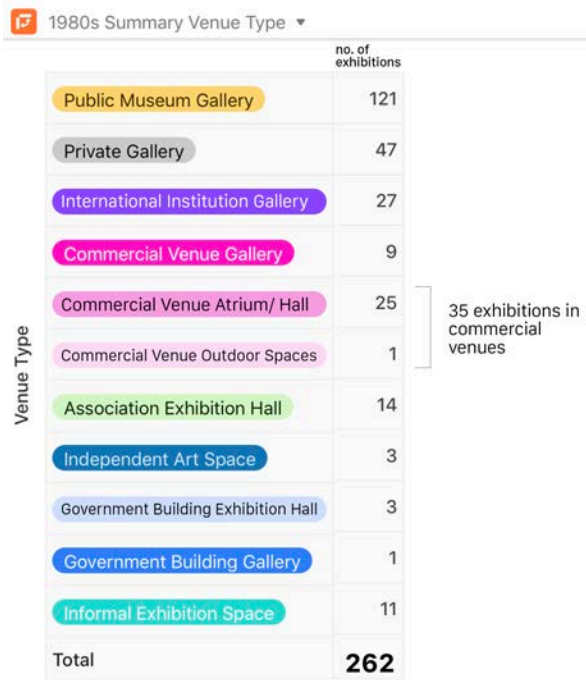 1980s Summary Venue Type
no. of
exhibitions
Public Museum Gallery 121
Private Gallery 47
International Institution Gallery 27
Commercial Venue Gallery 9
Commercial Venue Atrium/ Hall 25
Commercial Venue Outdoor Spaces 1
35 exhibitions in
commercial
venues
Venue Type
Association Exhibition Hall 14
Independent Art Space 3
Government Building Exhibition Hall 3
Government Building Gallery 1
Informal Exhibition Space 11
Total 262